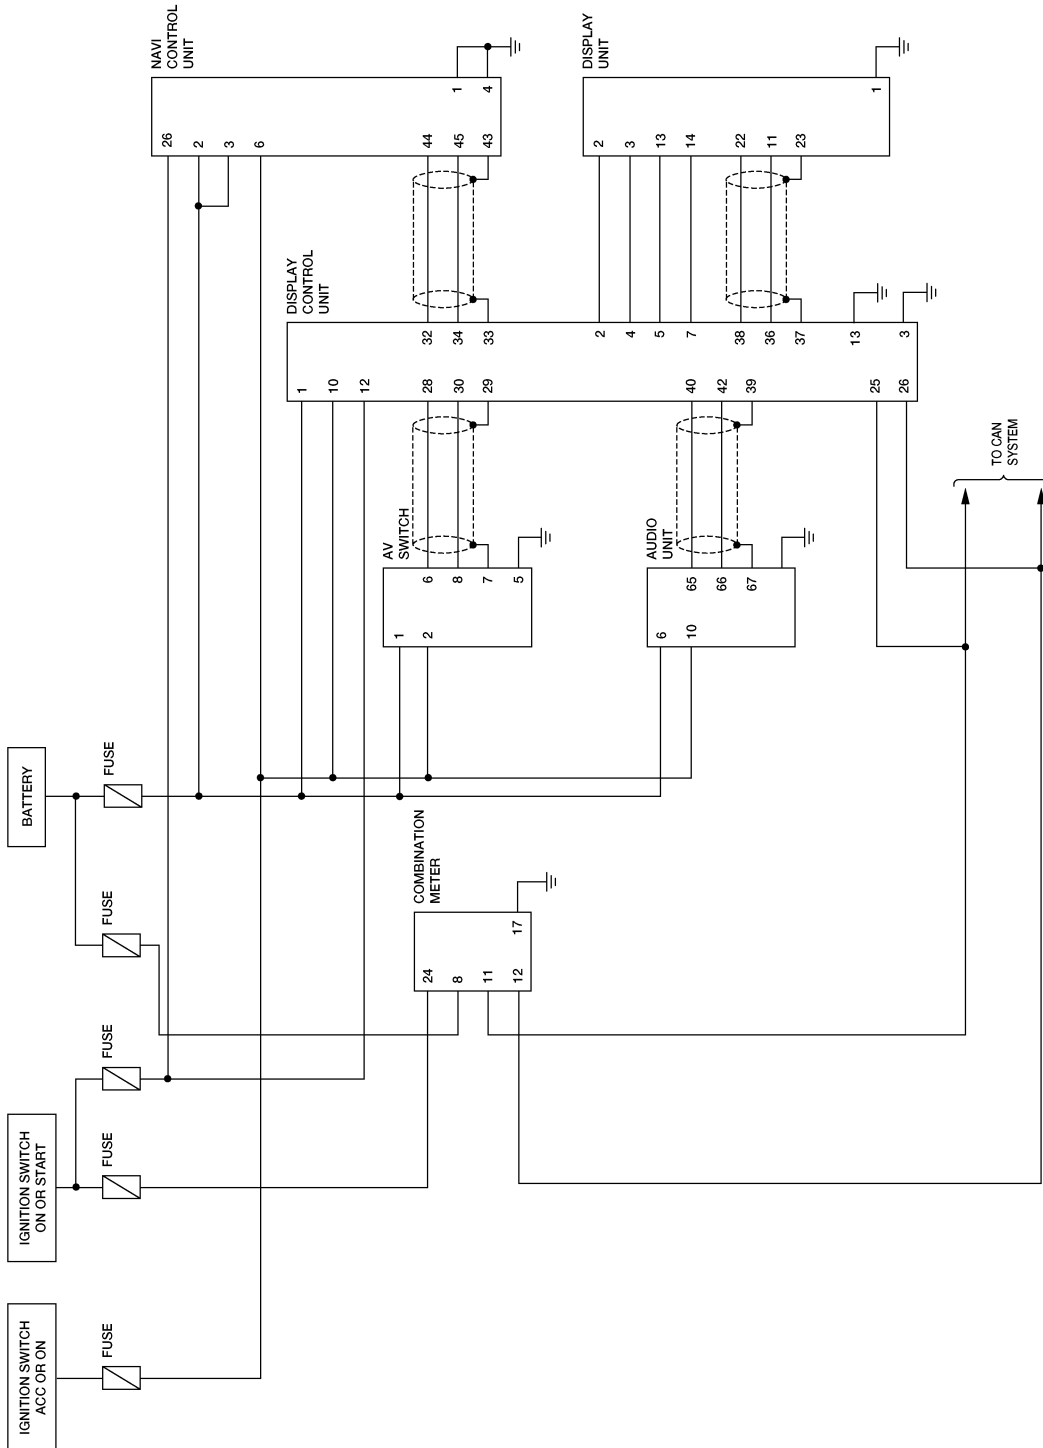 IGNITION SWITCH
ACC OR ON
IGNITION SWITCH
ON OR START
BATTERY
FUSE
FUSE
FUSE
FUSE
FUSE
NAVI
CONTROL
UNIT
26
2
3
6
44
45
43
1
4
DISPLAY
CONTROL
UNIT
1
10
12
28
30
29
40
42
39
25
26
32
34
33
2
4
5
7
38
36
37
13
3
AV
SWITCH
1
2
6
8
7
5
COMBINATION
METER
24
8
11
12
17
DISPLAY
UNIT
2
3
13
14
22
11
23
1
AUDIO
UNIT
6
10
65
66
67
TO CAN
SYSTEM